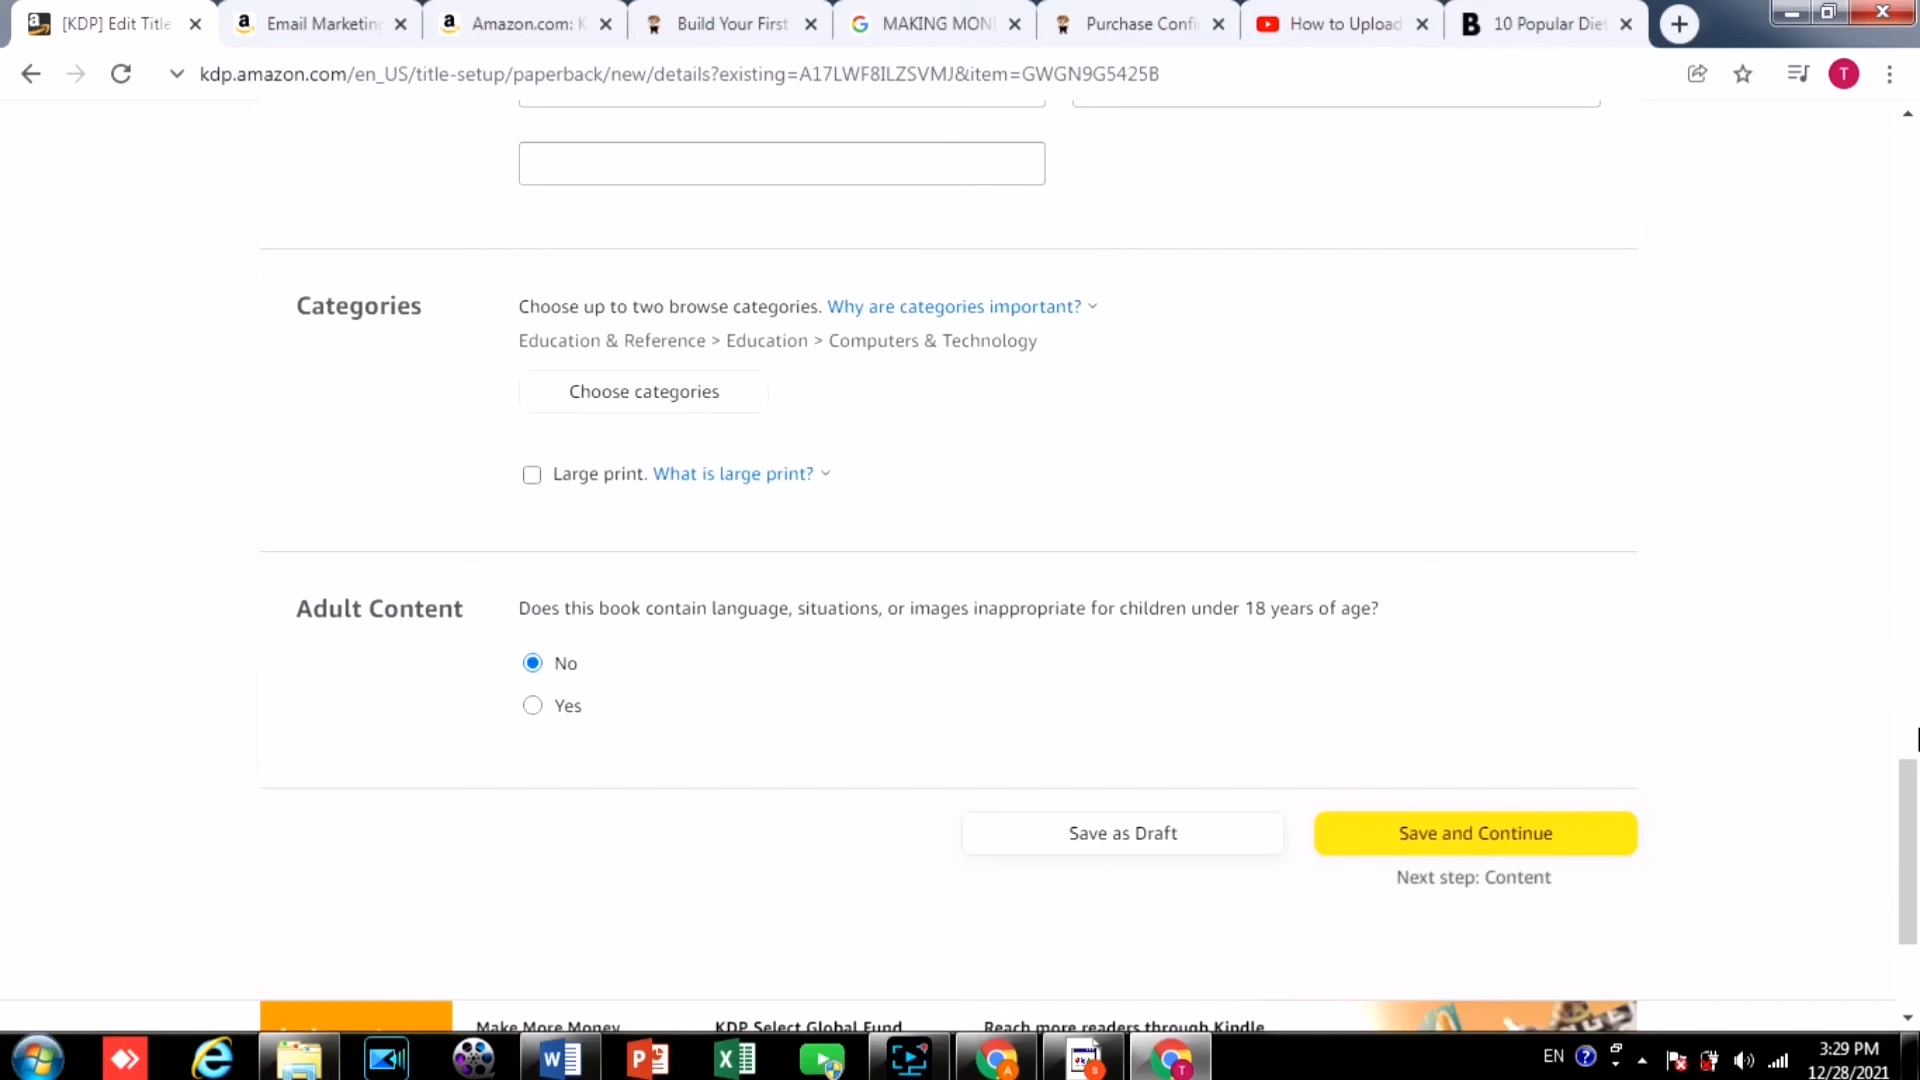 [KDP] Edit Title
Email Marketing
Amazon.com: K
Build Your First
MAKING MON
Purchase Confi
How to Upload
10 Popular Die
kdp.amazon.com/en_US/title-setup/paperback/new/details?existing=A17LWF8ILZSVMJ&item=GWGN9G5425B
T
Categories
Choose up to two browse categories. Why are categories important?
Education & Reference > Education > Computers & Technology
Choose categories
Large print. What is large print?
Adult Content
Does this book contain language, situations, or images inappropriate for children under 18 years of age?
No
Yes
Save as Draft
Save and Continue
Next step: Content
Make More Money
KDP Select Global Fund
Reach more readers through Kindle
EN
3:29 PM
12/28/2021